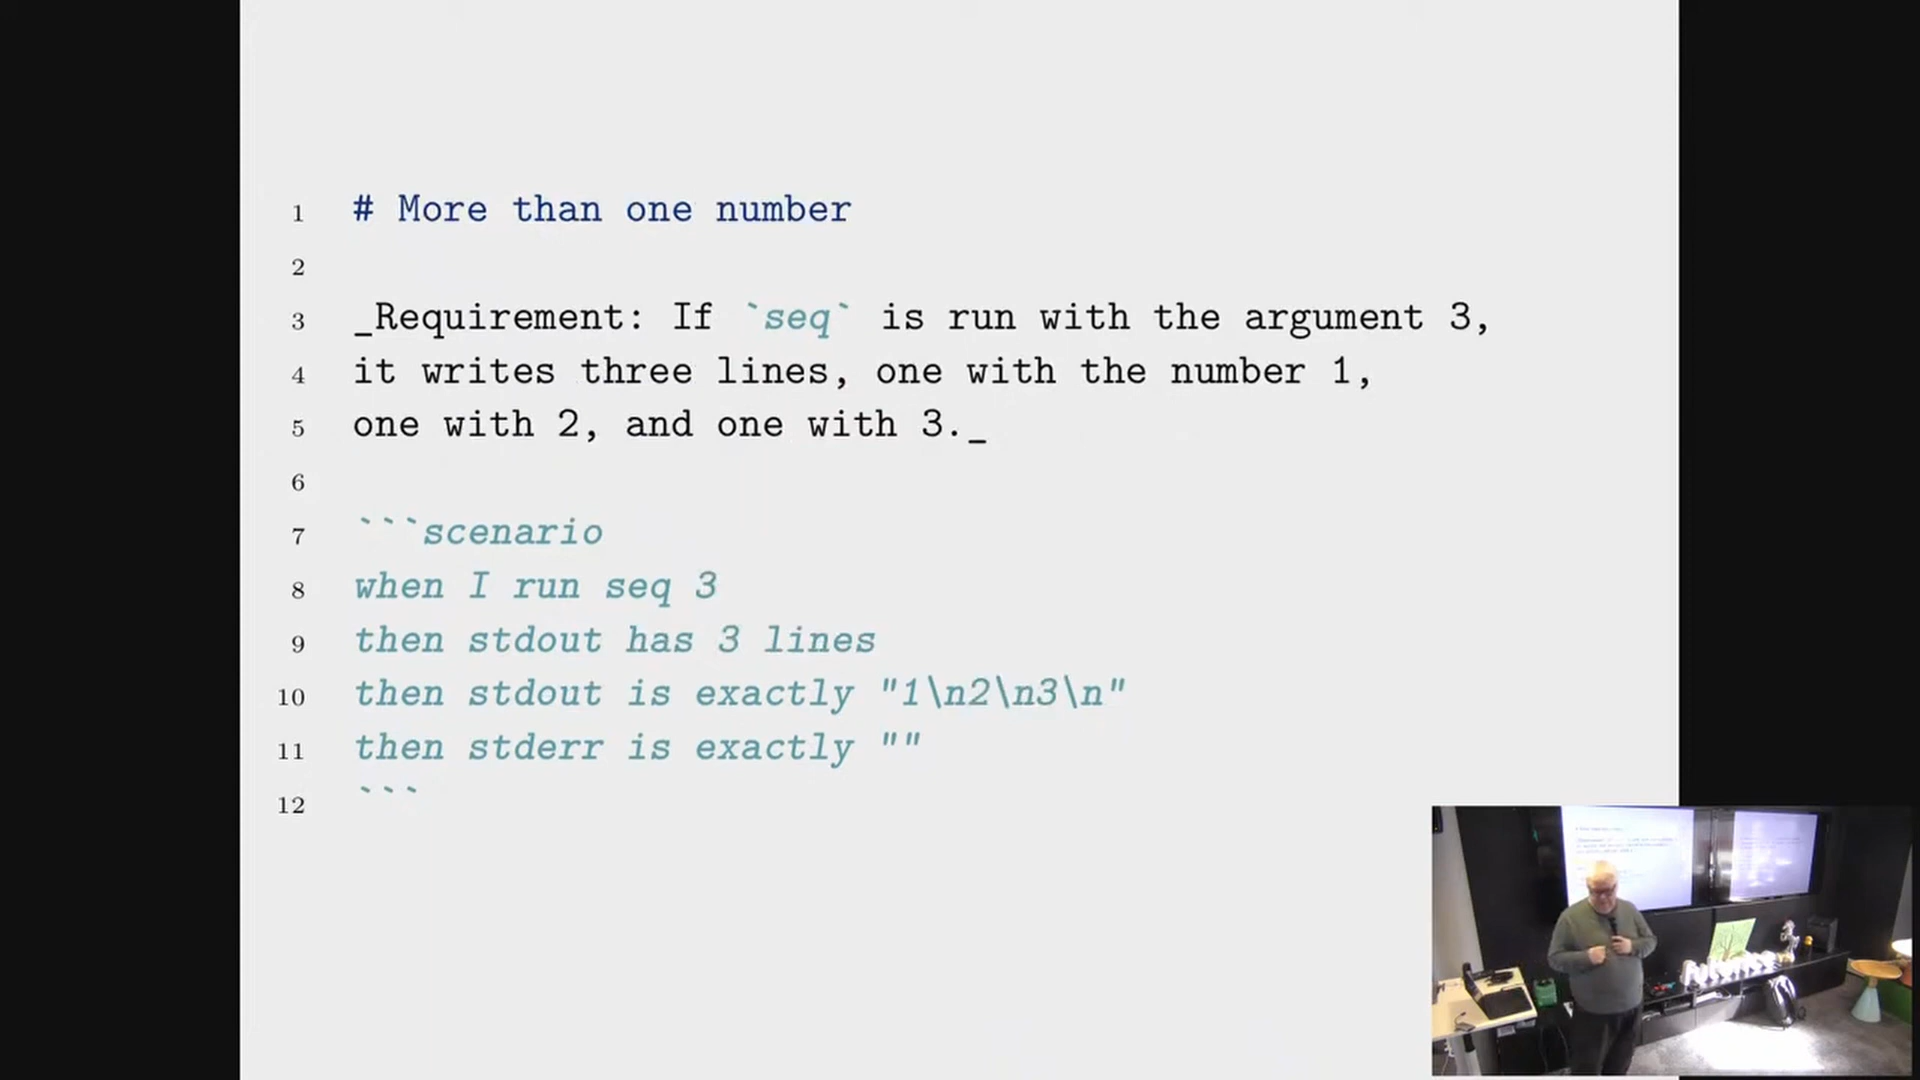 1 # More than one number
2
3 _Requirement: If `seq` is run with the argument 3,
4 it writes three lines, one with the number 1,
5 one with 2, and one with 3._
6
7 ```scenario
8 when I run seq 3
9 then stdout has 3 lines
10 then stdout is exactly "1\n2\n3\n"
11 then stderr is exactly ""
12 ```
futurice